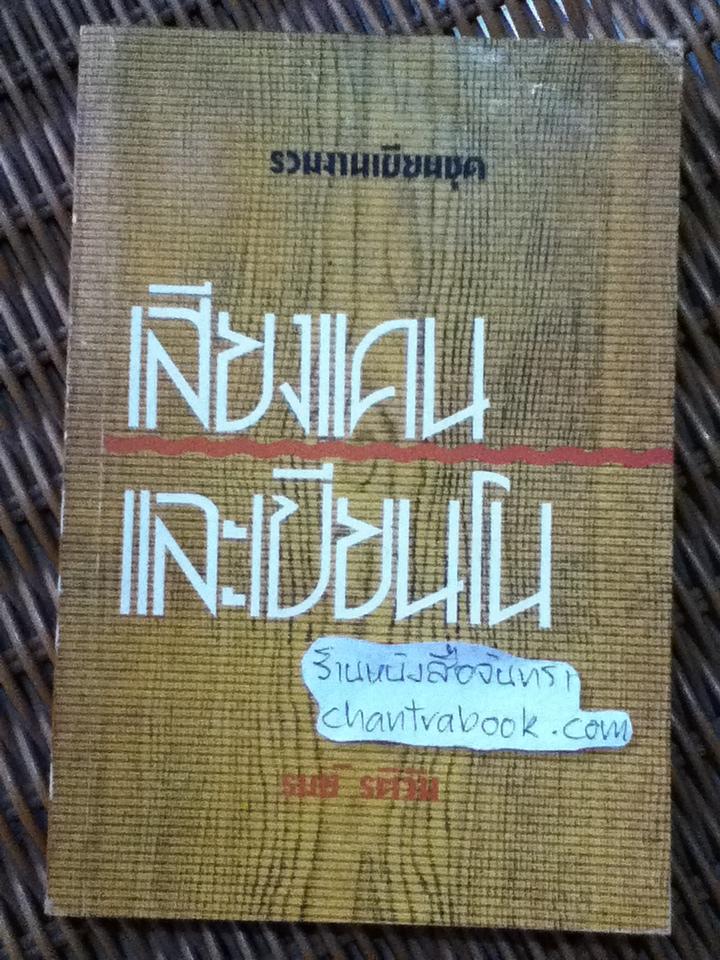 รวมงานเขียนชุด
เสียงแคน
และเปียนโน
ร้านหนังสือจันทรา
chantrabook.com
รมย์ รติวัน